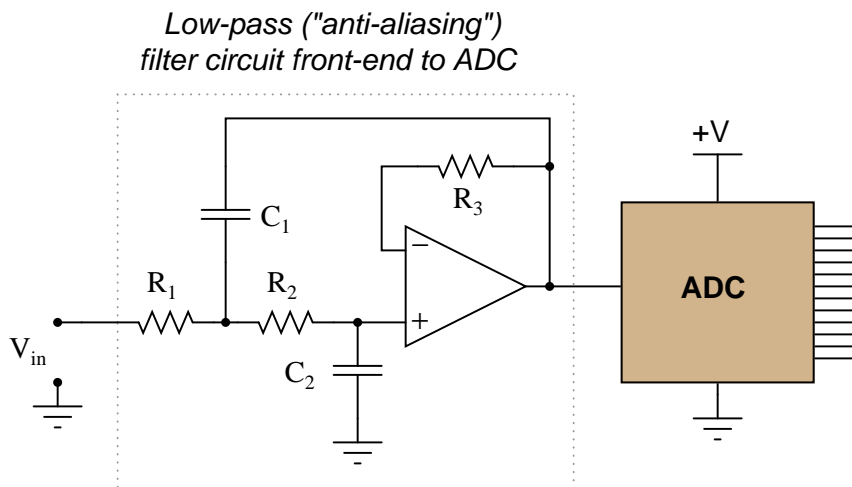 Low-pass ("anti-aliasing")
filter circuit front-end to ADC
+V
R3
C1
−
ADC
R1
R2
+
Vin
C2